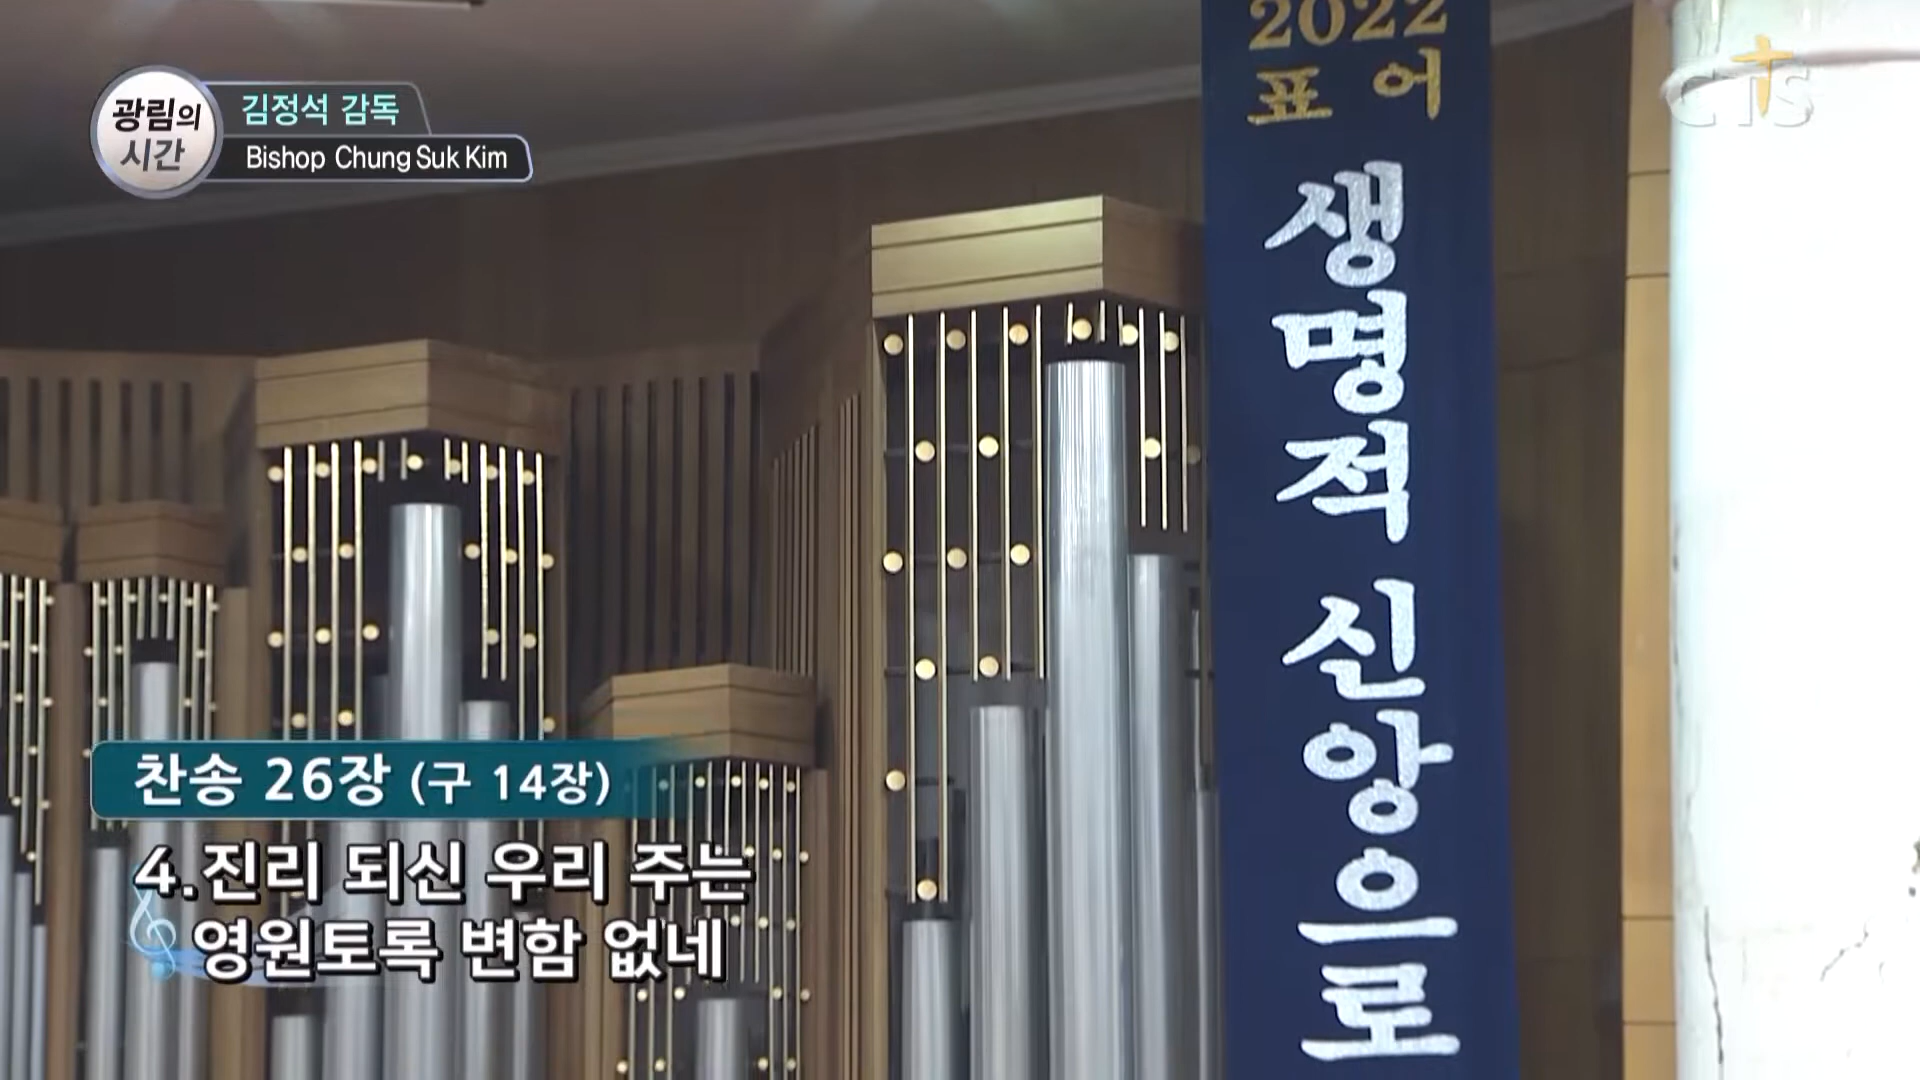 광림의
시간
김정석 감독
Bishop Chung Suk Kim
CTS
2022
표어
생명적 신앙으로
찬송 26장 (구 14장)
4.진리 되신 우리 주는
영원토록 변함 없네